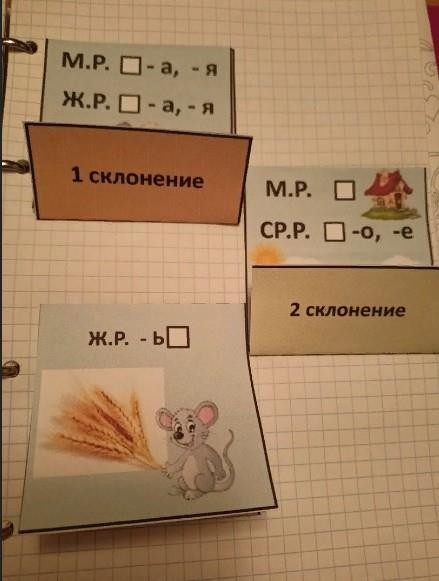 М.Р. □ - а, - я
Ж.Р. □ - а, - я
1 склонение
М.Р. □
СР.Р. □ -о, -е
2 склонение
Ж.Р. - Ь□